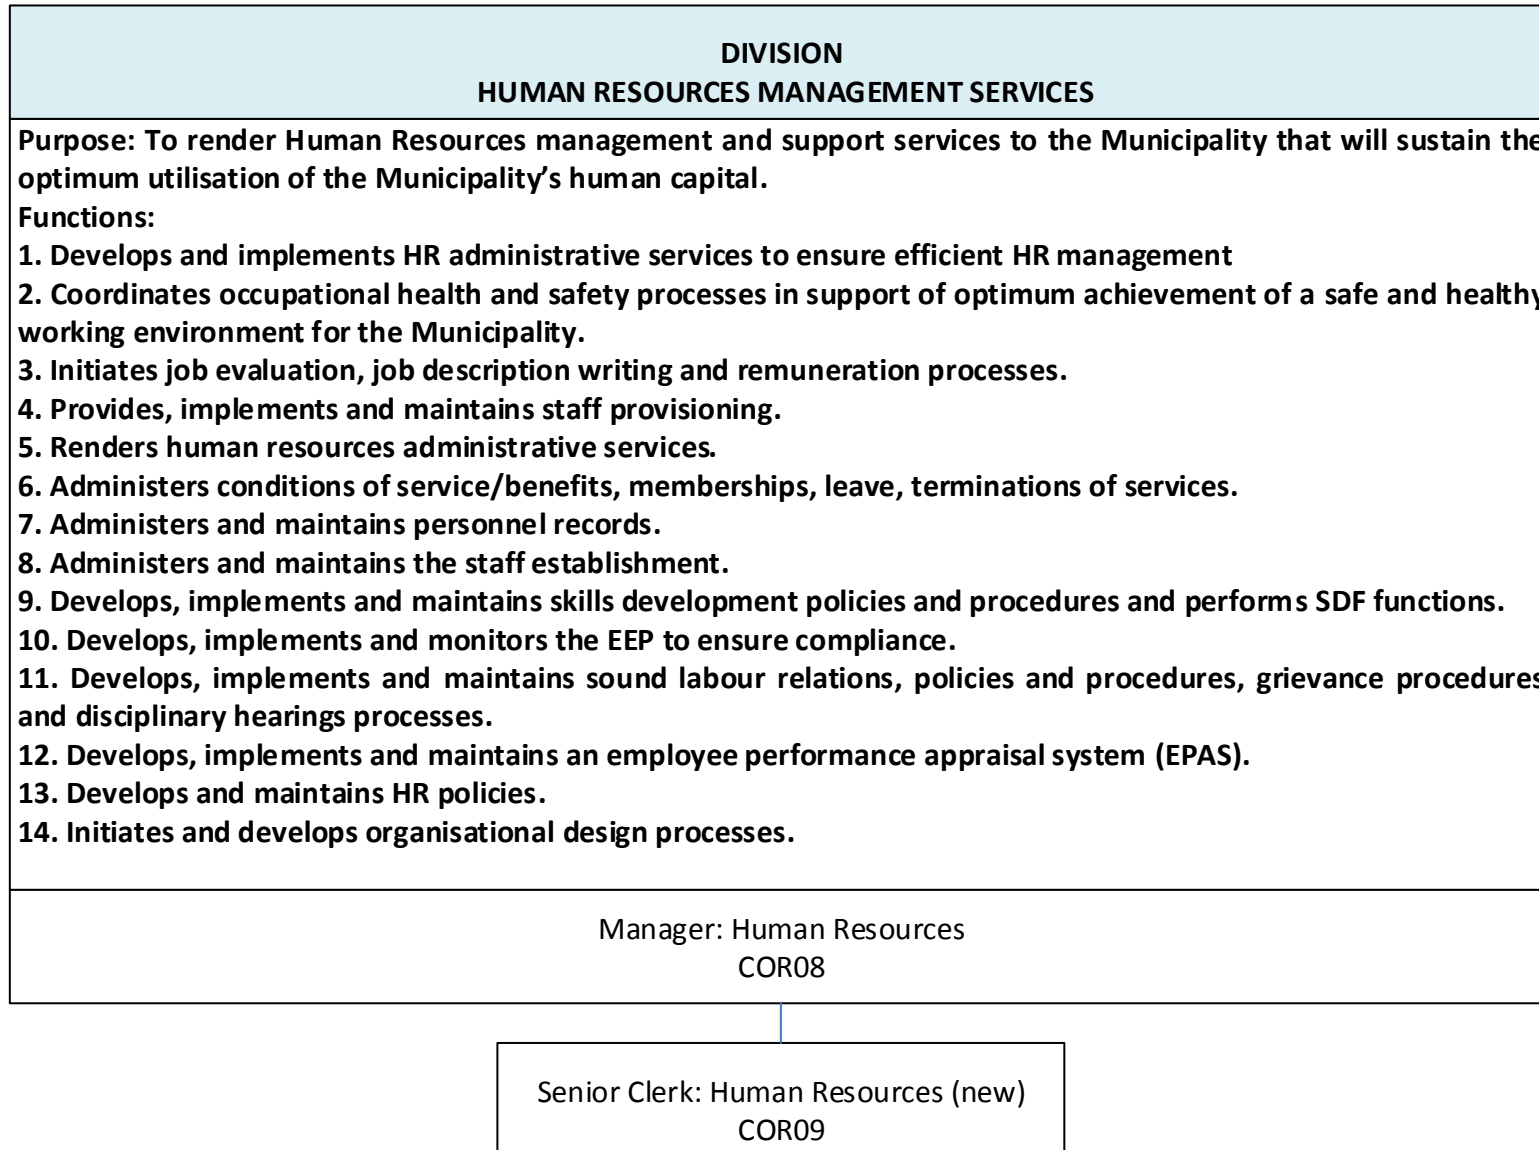 DIVISION
HUMAN RESOURCES MANAGEMENT SERVICES
Purpose: To render Human Resources management and support services to the Municipality that will sustain the
optimum utilisation of the Municipality’s human capital.
Functions:
1. Develops and implements HR administrative services to ensure efficient HR management
2. Coordinates occupational health and safety processes in support of optimum achievement of a safe and healthy
working environment for the Municipality.
3. Initiates job evaluation, job description writing and remuneration processes.
4. Provides, implements and maintains staff provisioning.
5. Renders human resources administrative services.
6. Administers conditions of service/benefits, memberships, leave, terminations of services.
7. Administers and maintains personnel records.
8. Administers and maintains the staff establishment.
9. Develops, implements and maintains skills development policies and procedures and performs SDF functions.
10. Develops, implements and monitors the EEP to ensure compliance.
11. Develops, implements and maintains sound labour relations, policies and procedures, grievance procedures
and disciplinary hearings processes.
12. Develops, implements and maintains an employee performance appraisal system (EPAS).
13. Develops and maintains HR policies.
14. Initiates and develops organisational design processes.
Manager: Human Resources
COR08
Senior Clerk: Human Resources (new)
COR09